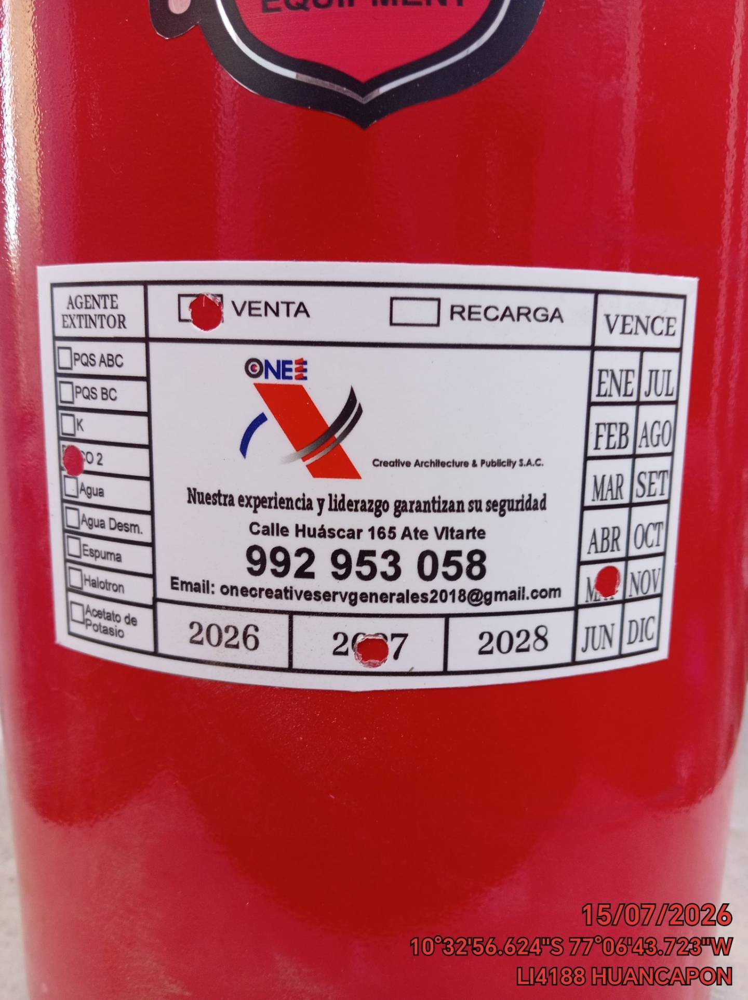 EQUIPMENT
AGENTE
EXTINTOR
VENTA
RECARGA
VENCE
PQS ABC
PQS BC
K
CO 2
Agua
Agua Desm.
Espuma
Halotron
Acetato de
Potasio
ONEE
Creative Architecture & Publicity S.A.C.
Nuestra experiencia y liderazgo garantizan su seguridad
Calle Huáscar 165 Ate Vitarte
992 953 058
Email: onecreativeservgenerales2018@gmail.com
2026
2027
2028
ENE JUL
FEB AGO
MAR SET
ABR OCT
MAY NOV
JUN DIC
15/07/2026
10°32'56.624"S 77°06'43.723"W
LI4188 HUANCAPON